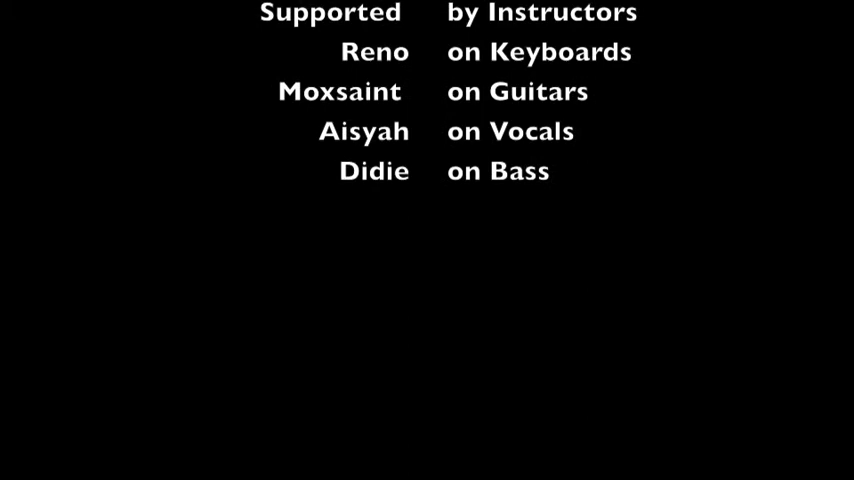 Supported by Instructors
Reno on Keyboards
Moxsaint on Guitars
Aisyah on Vocals
Didie on Bass